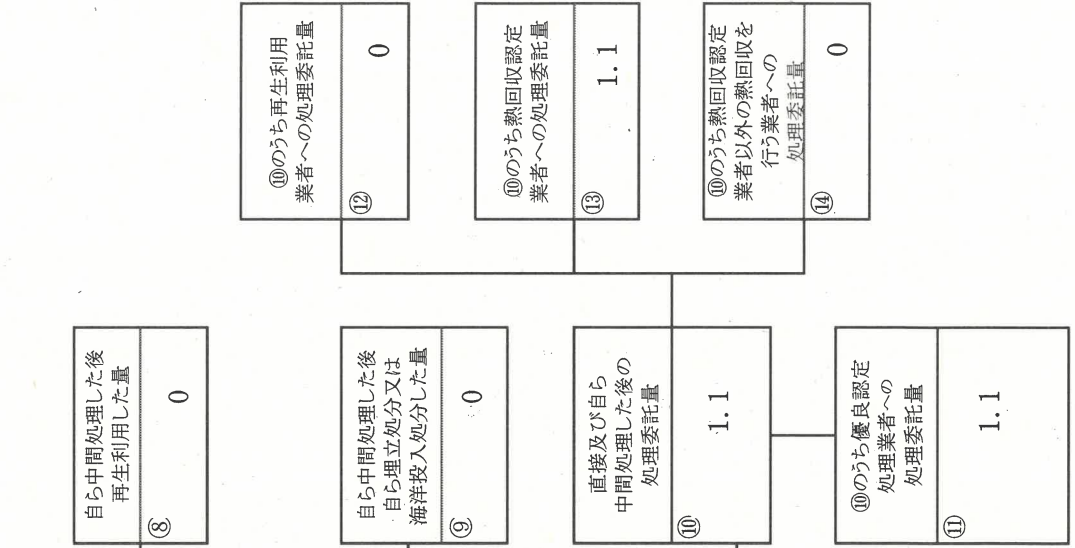 自ら中間処理した後
再生利用した量
⑧
0
自ら中間処理した後
自ら埋立処分又は
海洋投入処分した量
⑨
0
直接及び自ら
中間処理した後の
処理委託量
⑩
1.1
⑩のうち優良認定
処理業者への
処理委託量
⑪
1.1
⑩のうち再生利用
業者への処理委託量
⑫
0
⑩のうち熱回収認定
業者への処理委託量
⑬
1.1
⑩のうち熱回収認定
業者以外の熱回収を
行う業者への
処理委託量
⑭
0